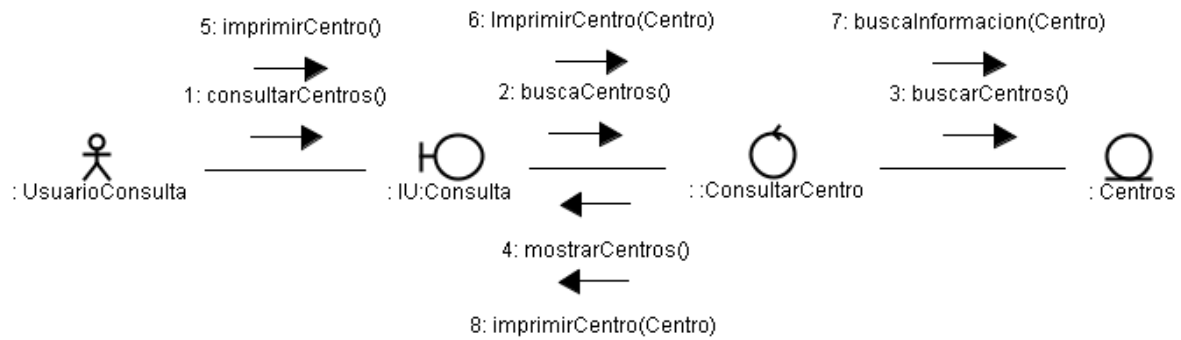 5: imprimirCentro()
6: ImprimirCentro(Centro)
7: buscaInformacion(Centro)
1: consultarCentros()
2: buscaCentros()
3: buscarCentros()
: UsuarioConsulta
: IU:Consulta
: :ConsultarCentro
: Centros
4: mostrarCentros()
8: imprimirCentro(Centro)